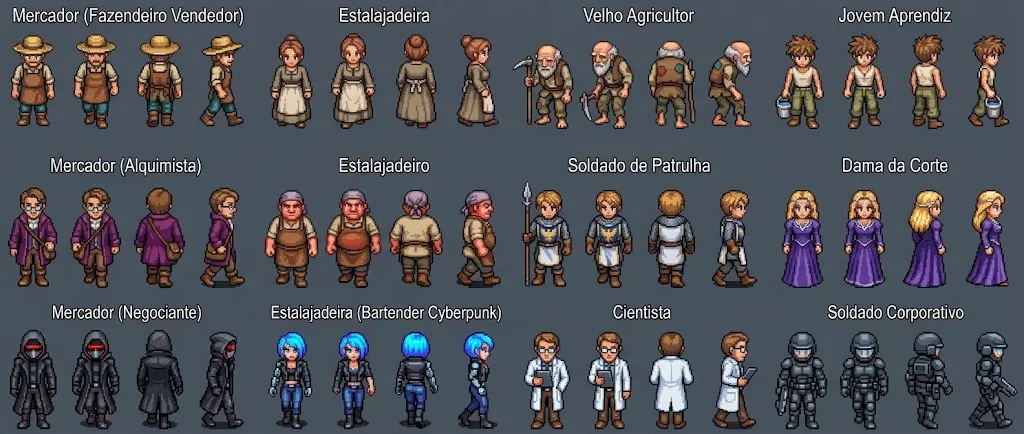 Mercador (Fazendeiro Vendedor)
Estalajadeira
Velho Agricultor
Jovem Aprendiz
Mercador (Alquimista)
Estalajadeiro
Soldado de Patrulha
Dama da Corte
Mercador (Negociante)
Estalajadeira (Bartender Cyberpunk)
Cientista
Soldado Corporativo